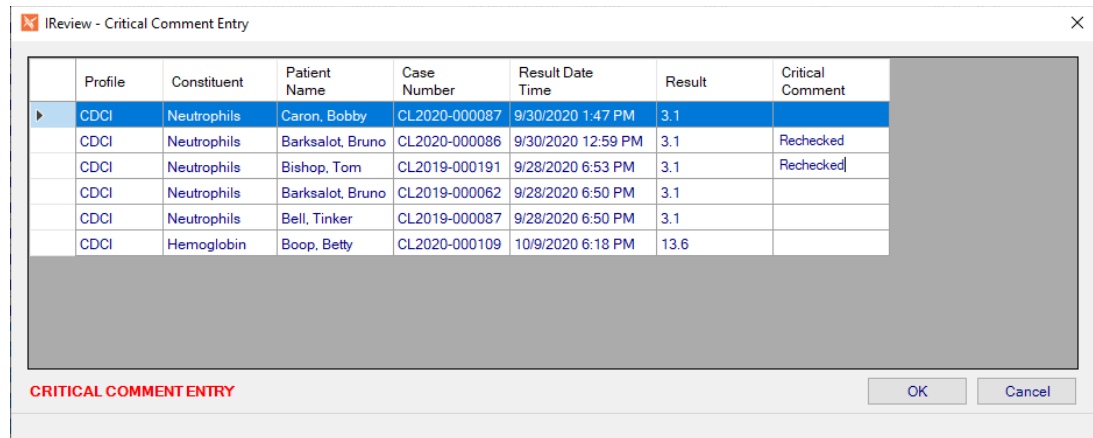 IReview - Critical Comment Entry
Profile Constituent Patient Name Case Number Result Date Time Result Critical Comment
CDCI Neutrophils Caron, Bobby CL2020-000087 9/30/2020 1:47 PM 3.1
CDCI Neutrophils Barksalot, Bruno CL2020-000086 9/30/2020 12:59 PM 3.1 Rechecked
CDCI Neutrophils Bishop, Tom CL2019-000191 9/28/2020 6:53 PM 3.1 Rechecked
CDCI Neutrophils Barksalot, Bruno CL2019-000062 9/28/2020 6:50 PM 3.1
CDCI Neutrophils Bell, Tinker CL2019-000087 9/28/2020 6:50 PM 3.1
CDCI Hemoglobin Boop, Betty CL2020-000109 10/9/2020 6:18 PM 13.6
CRITICAL COMMENT ENTRY OK Cancel